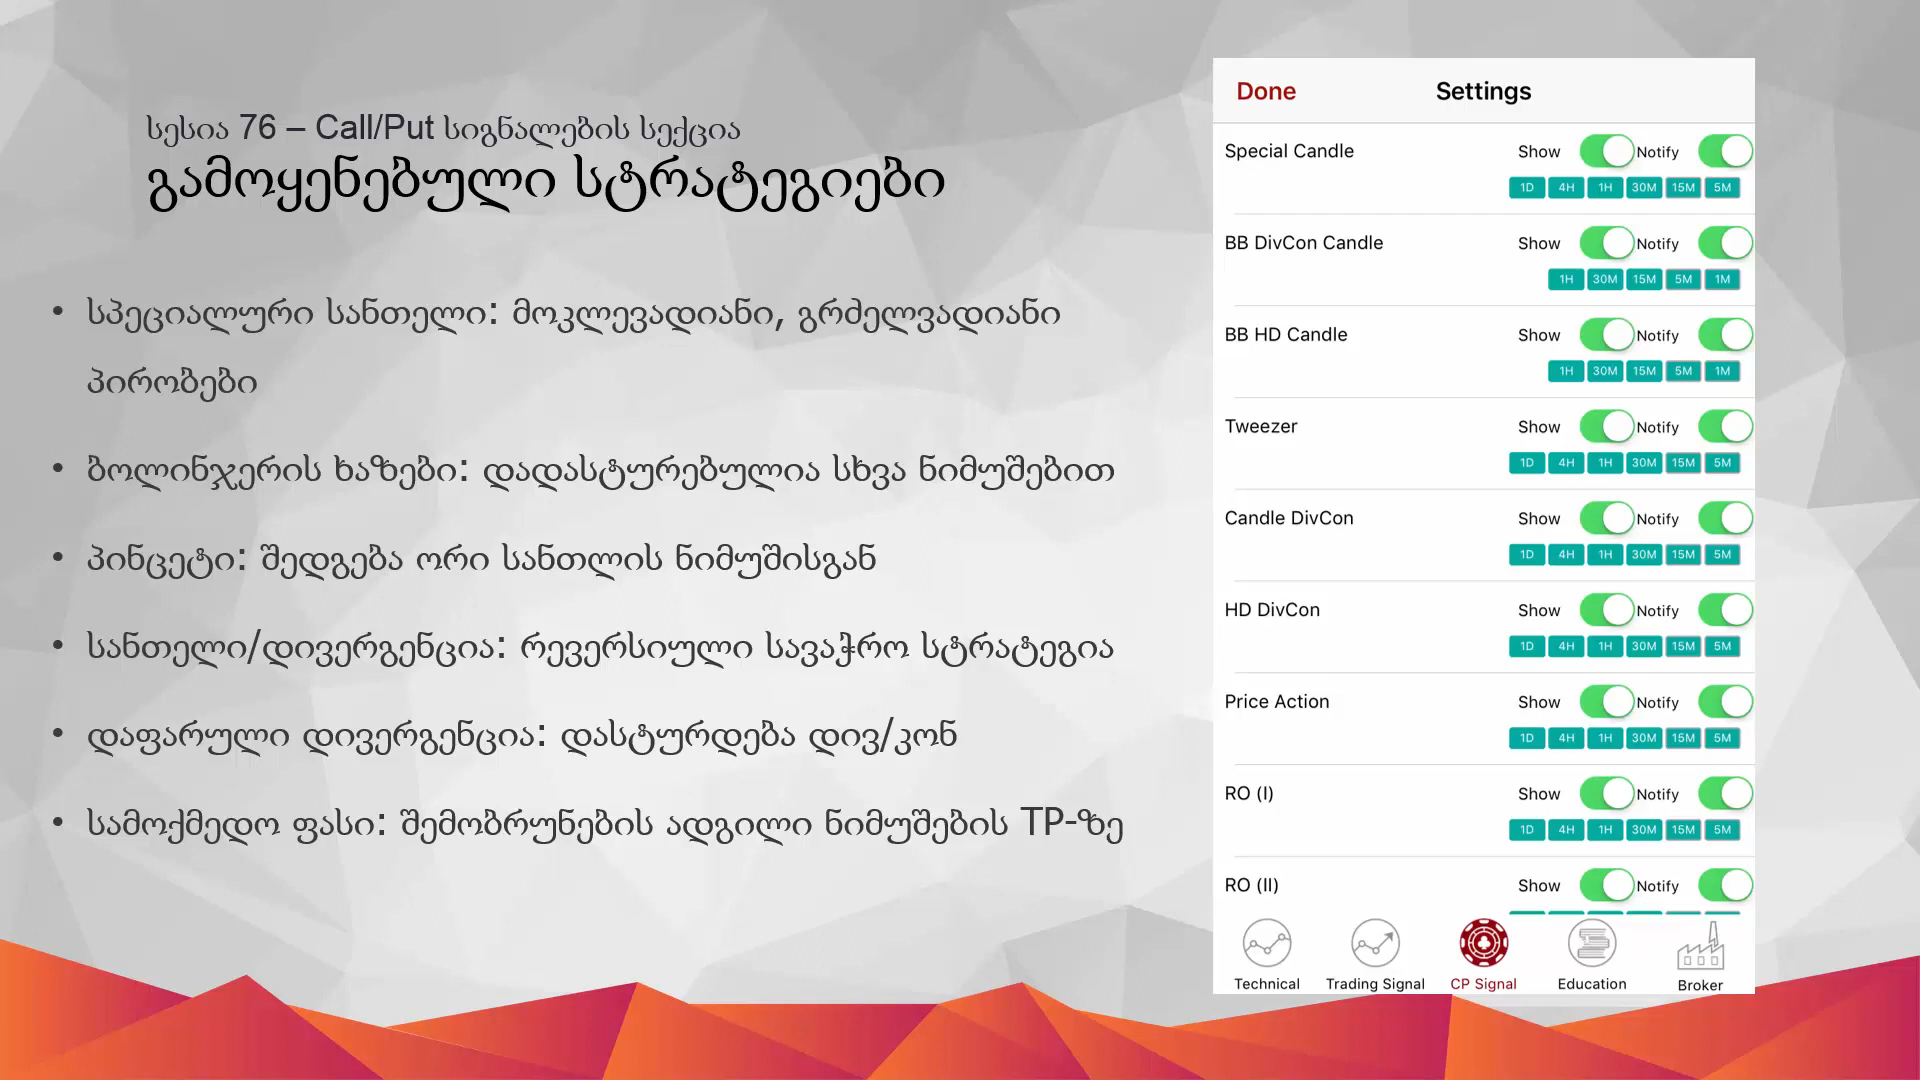 სესია 76 – Call/Put სიგნალების სექცია
გამოყენებული სტრატეგიები
• სპეციალური სანთელი: მოკლევადიანი, გრძელვადიანი
პირობები
• ბოლინჯერის ხაზები: დადასტურებულია სხვა ნიმუშებით
• პინცეტი: შედგება ორი სანთლის ნიმუშისგან
• სანთელი/დივერგენცია: რევერსიული სავაჭრო სტრატეგია
• დაფარული დივერგენცია: დასტურდება დივ/კონ
• სამოქმედო ფასი: შემობრუნების ადგილი ნიმუშების TP-ზე
Done Settings
Special Candle Show Notify
1D 4H 1H 30M 15M 5M
BB DivCon Candle Show Notify
1H 30M 15M 5M 1M
BB HD Candle Show Notify
1H 30M 15M 5M 1M
Tweezer Show Notify
1D 4H 1H 30M 15M 5M
Candle DivCon Show Notify
1D 4H 1H 30M 15M 5M
HD DivCon Show Notify
1D 4H 1H 30M 15M 5M
Price Action Show Notify
1D 4H 1H 30M 15M 5M
RO (I) Show Notify
1D 4H 1H 30M 15M 5M
RO (II) Show Notify
Technical Trading Signal CP Signal Education Broker